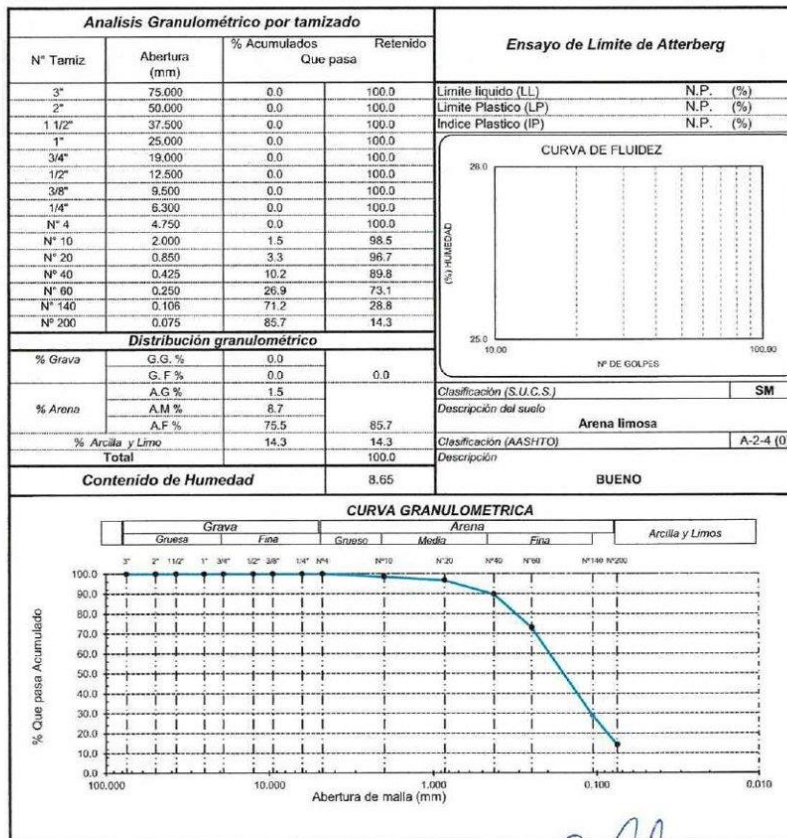 Analisis Granulométrico por tamizado
N° Tamiz Abertura (mm) % Acumulados Retenido
Que pasa
3" 75.000 0.0 100.0
2" 50.000 0.0 100.0
1 1/2" 37.500 0.0 100.0
1" 25.000 0.0 100.0
3/4" 19.000 0.0 100.0
1/2" 12.500 0.0 100.0
3/8" 9.500 0.0 100.0
1/4" 6.300 0.0 100.0
N° 4 4.750 0.0 100.0
N° 10 2.000 1.5 98.5
N° 20 0.850 3.3 96.7
N° 40 0.425 10.2 89.8
N° 60 0.250 26.9 73.1
N° 140 0.106 71.2 28.8
N° 200 0.075 85.7 14.3
Distribución granulométrico
% Grava G.G. % 0.0
G. F % 0.0 0.0
% Arena A.G % 1.5
A.M % 8.7
A.F % 75.5 85.7
% Arcilla y Limo 14.3 14.3
Total 100.0
Contenido de Humedad 8.65
Ensayo de Límite de Atterberg
Limite liquido (LL) N.P. (%)
Limite Plastico (LP) N.P. (%)
Indice Plastico (IP) N.P. (%)
CURVA DE FLUIDEZ
28.0
(%) HUMEDAD
25.0
10.00 100.00
N° DE GOLPES
Clasificación (S.U.C.S.) SM
Descripción del suelo
Arena limosa
Clasificación (AASHTO) A-2-4 (0
Descripción
BUENO
CURVA GRANULOMETRICA
Grava Arena Arcilla y Limos
Gruesa Fina Grueso Media Fina
3" 2" 11/2" 1" 3/4" 1/2" 3/8" 1/4" N°4 N°10 N°20 N°40 N°60 N°140 N°200
% Que pasa Acumulado
100.0
90.0
80.0
70.0
60.0
50.0
40.0
30.0
20.0
10.0
0.0
100.000 10.000 1.000 0.100 0.010
Abertura de malla (mm)